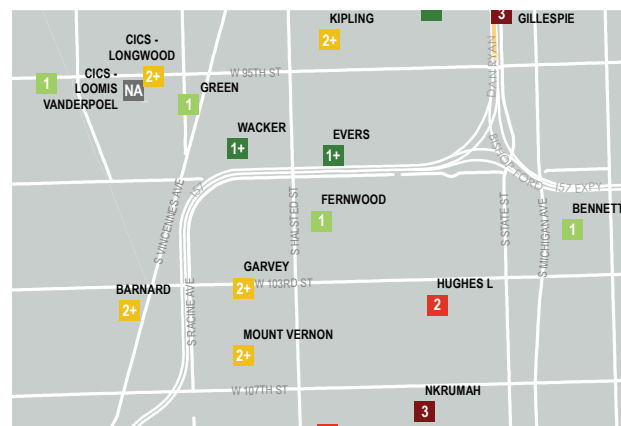 KIPLING
2+
3
GILLESPIE
CICS -
LONGWOOD
2+
CICS -
LOOMIS
NA
1
VANDERPOEL
GREEN
1
W 95TH ST
DAN RYAN
WACKER
1+
EVERS
1+
BISHOP FORD
I57 EXPY
I57
S VINCENNES AVE
S HALSTED ST
FERNWOOD
1
S STATE ST
S MICHIGAN AVE
BENNETT
1
GARVEY
2+
W 103RD ST
HUGHES L
2
BARNARD
2+
S RACINE AVE
MOUNT VERNON
2+
W 107TH ST
NKRUMAH
3